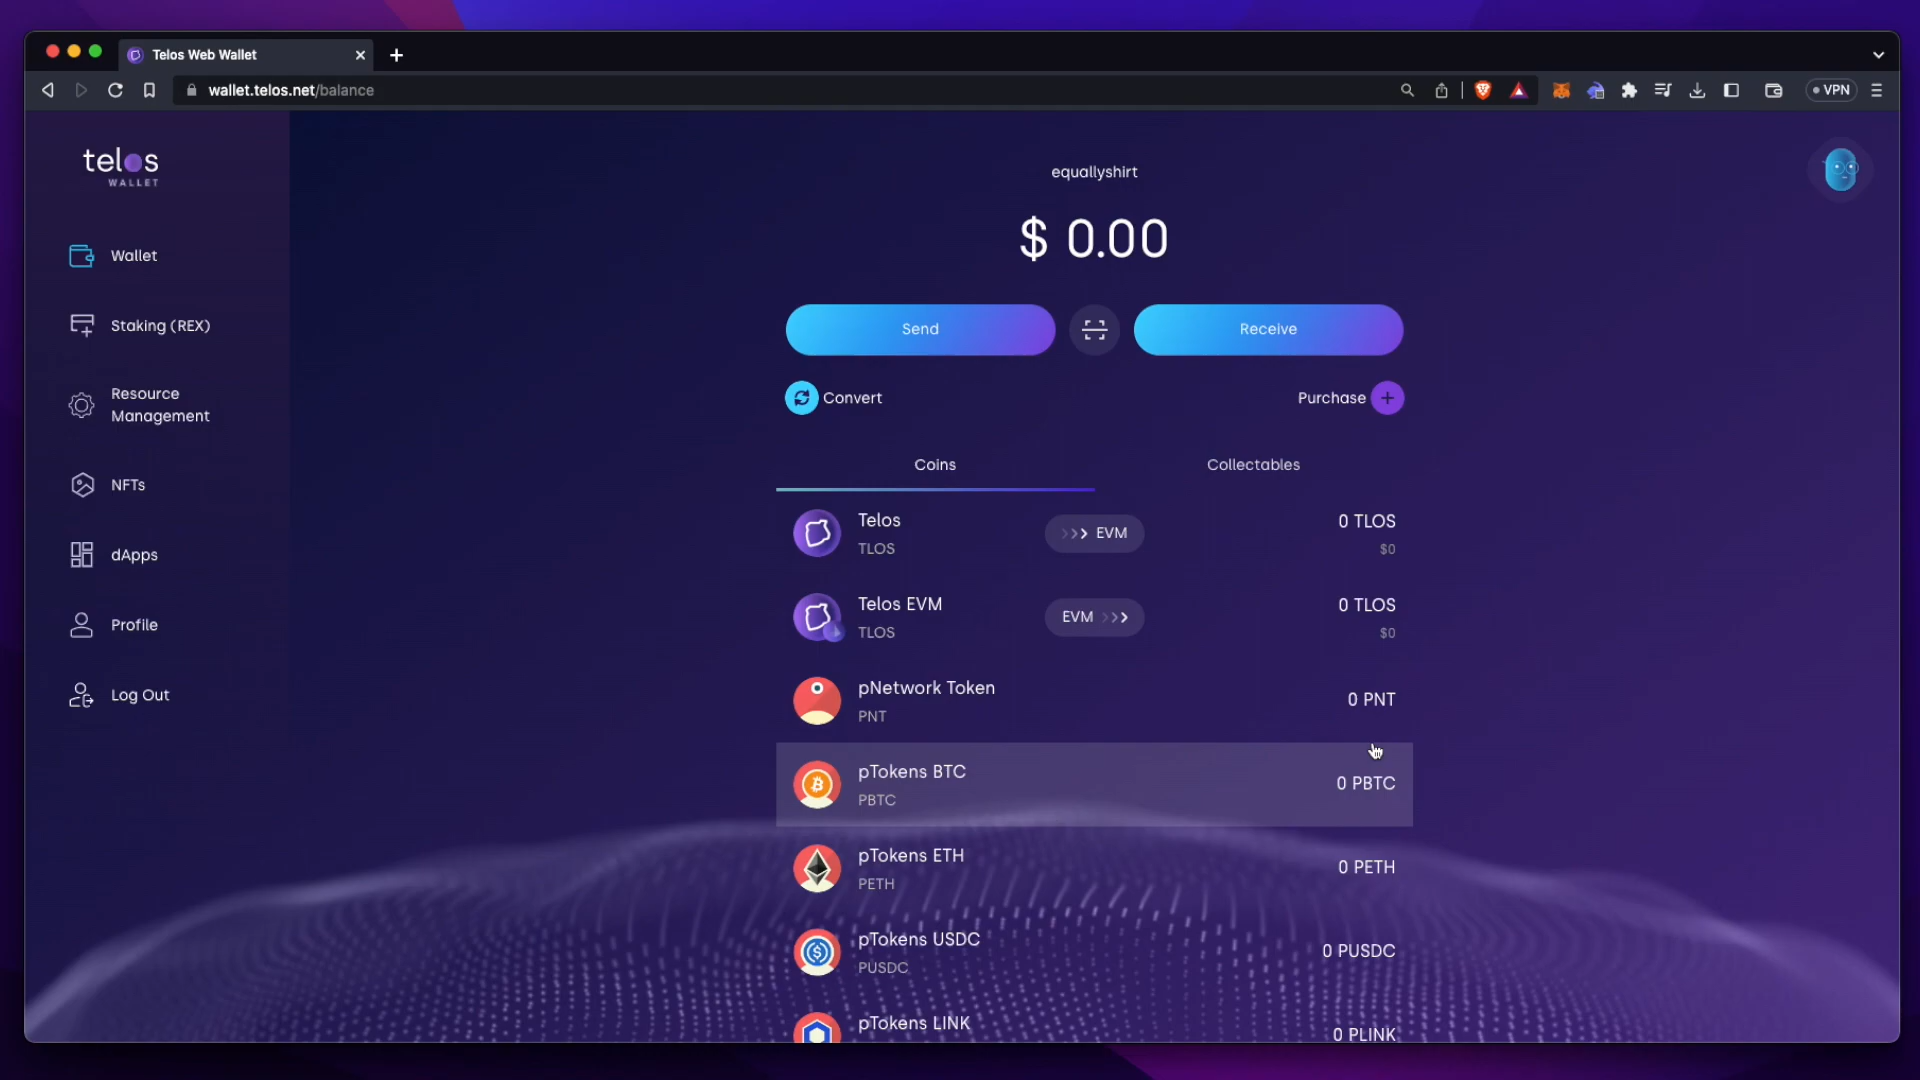 Telos Web Wallet
wallet.telos.net/balance
VPN
telos
WALLET
Wallet
Staking (REX)
Resource
Management
NFTs
dApps
Profile
Log Out
equallyshirt
$ 0.00
Send
Receive
Convert
Purchase
Coins
Collectables
Telos
TLOS
EVM
0 TLOS
$0
Telos EVM
TLOS
EVM
0 TLOS
$0
pNetwork Token
PNT
0 PNT
pTokens BTC
PBTC
0 PBTC
pTokens ETH
PETH
0 PETH
pTokens USDC
PUSDC
0 PUSDC
pTokens LINK
0 PLINK